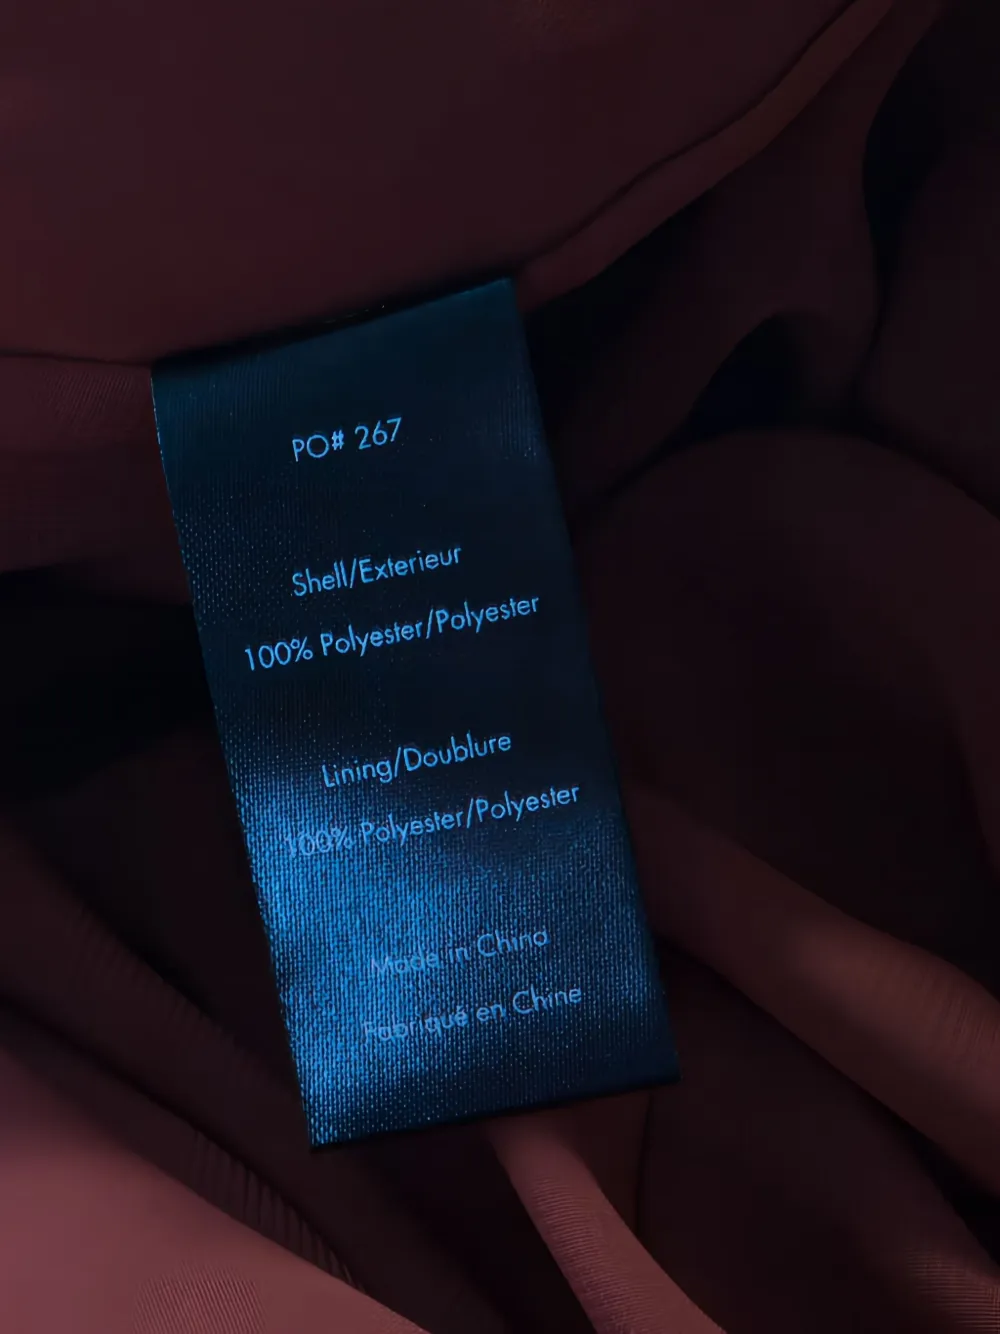 PO# 267
Shell/Exterieur
100% Polyester/Polyester
Lining/Doublure
100% Polyester/Polyester
Made in China
Fabriqué en Chine